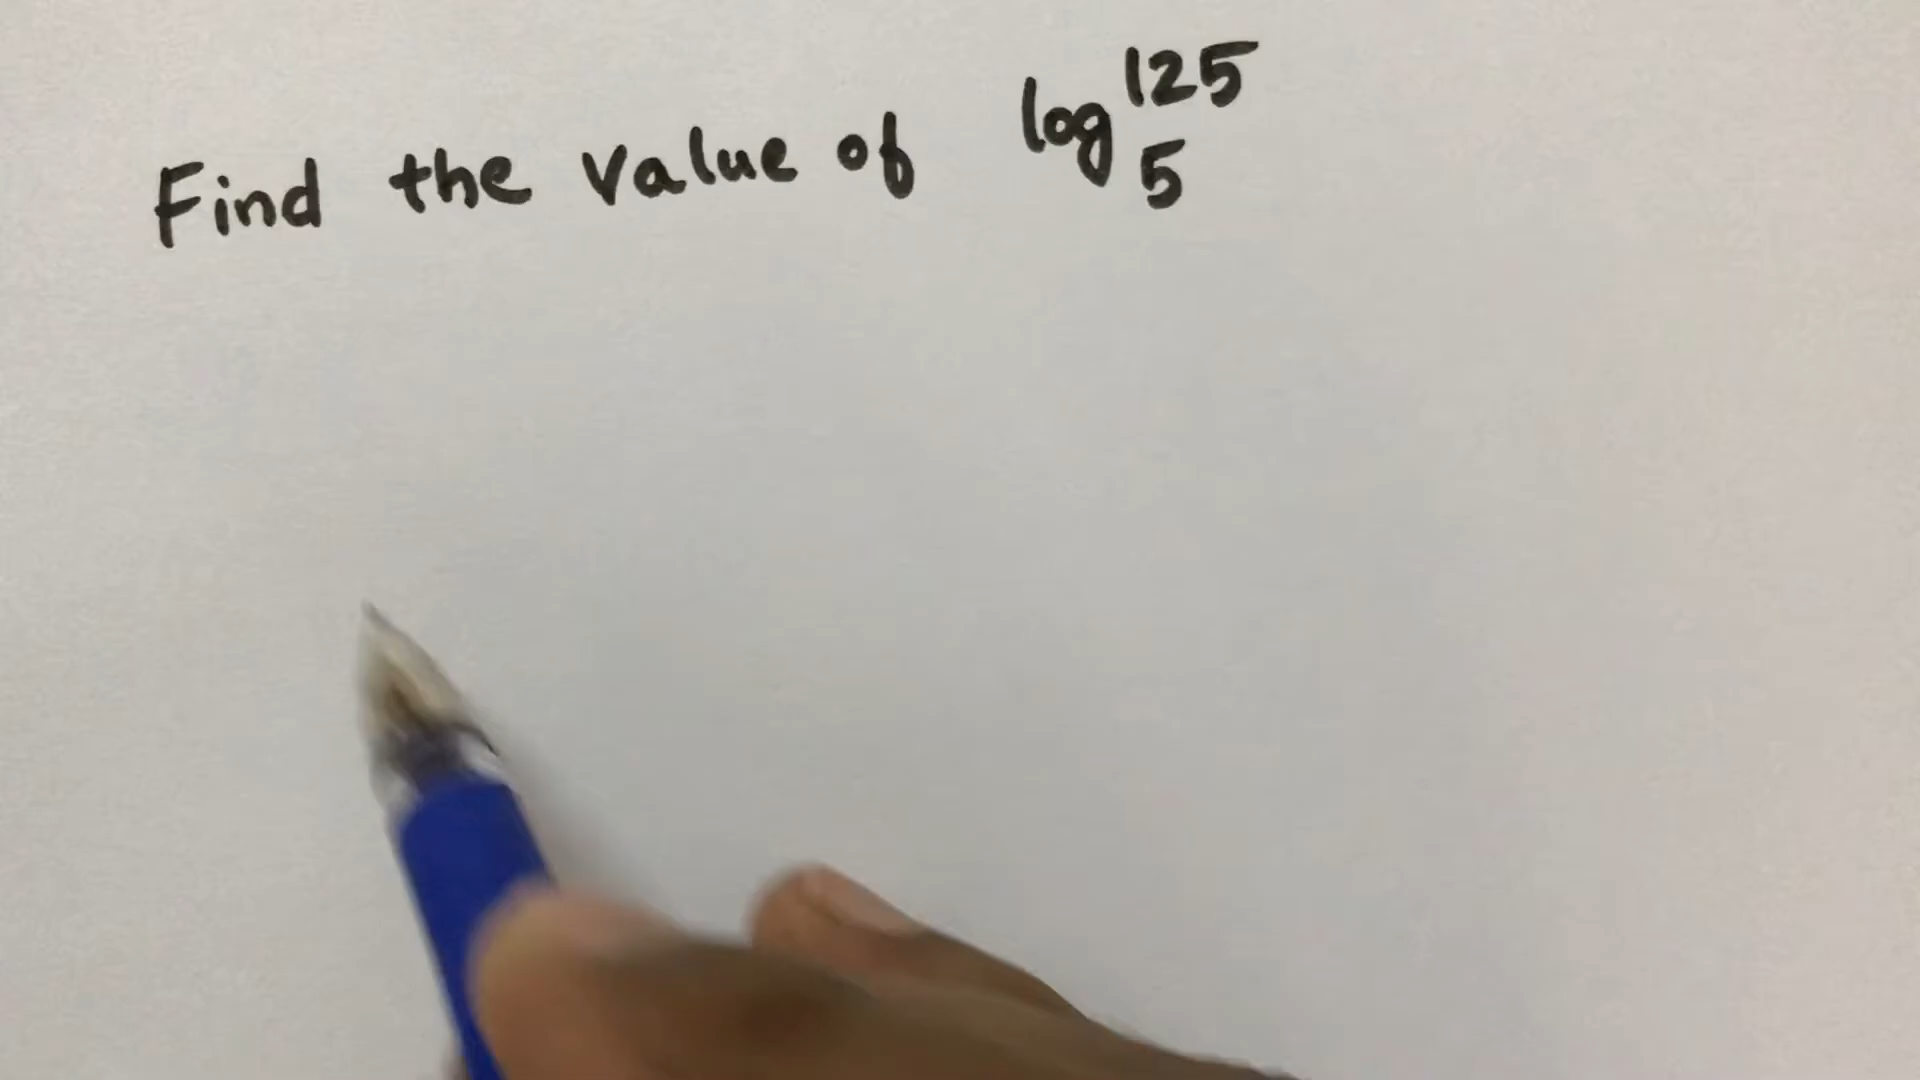 Find the value of log₅¹²⁵